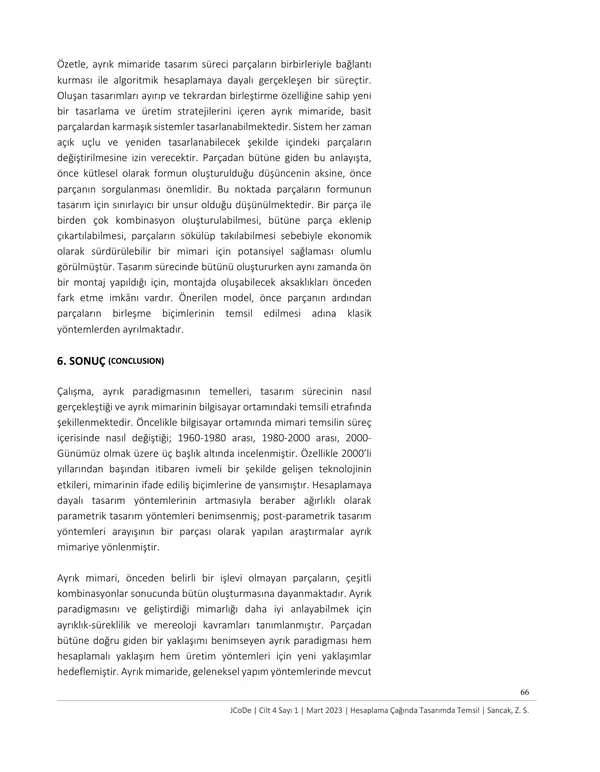 Özetle, ayrık mimaride tasarım süreci parçaların birbirleriyle bağlantı
kurması ile algoritmik hesaplamaya dayalı gerçekleşen bir süreçtir.
Oluşan tasarımları ayırıp ve tekrardan birleştirme özelliğine sahip yeni
bir tasarlama ve üretim stratejilerini içeren ayrık mimaride, basit
parçalardan karmaşık sistemler tasarlanabilmektedir. Sistem her zaman
açık uçlu ve yeniden tasarlanabilecek şekilde içindeki parçaların
değiştirilmesine izin verecektir. Parçadan bütüne giden bu anlayışta,
önce kütlesel olarak formun oluşturulduğu düşüncenin aksine, önce
parçanın sorgulanması önemlidir. Bu noktada parçaların formunun
tasarım için sınırlayıcı bir unsur olduğu düşünülmektedir. Bir parça ile
birden çok kombinasyon oluşturulabilmesi, bütüne parça eklenip
çıkartılabilmesi, parçaların sökülüp takılabilmesi sebebiyle ekonomik
olarak sürdürülebilir bir mimari için potansiyel sağlaması olumlu
görülmüştür. Tasarım sürecinde bütünü oluştururken aynı zamanda ön
bir montaj yapıldığı için, montajda oluşabilecek aksaklıkları önceden
fark etme imkânı vardır. Önerilen model, önce parçanın ardından
parçaların birleşme biçimlerinin temsil edilmesi adına klasik
yöntemlerden ayrılmaktadır.
6. SONUÇ (CONCLUSION)
Çalışma, ayrık paradigmasının temelleri, tasarım sürecinin nasıl
gerçekleştiği ve ayrık mimarinin bilgisayar ortamındaki temsili etrafında
şekillenmektedir. Öncelikle bilgisayar ortamında mimari temsilin süreç
içerisinde nasıl değiştiği; 1960-1980 arası, 1980-2000 arası, 2000-
Günümüz olmak üzere üç başlık altında incelenmiştir. Özellikle 2000’li
yıllarından başından itibaren ivmeli bir şekilde gelişen teknolojinin
etkileri, mimarinin ifade ediliş biçimlerine de yansımıştır. Hesaplamaya
dayalı tasarım yöntemlerinin artmasıyla beraber ağırlıklı olarak
parametrik tasarım yöntemleri benimsenmiş; post-parametrik tasarım
yöntemleri arayışının bir parçası olarak yapılan araştırmalar ayrık
mimariye yönlenmiştir.
Ayrık mimari, önceden belirli bir işlevi olmayan parçaların, çeşitli
kombinasyonlar sonucunda bütün oluşturmasına dayanmaktadır. Ayrık
paradigmasını ve geliştirdiği mimarlığı daha iyi anlayabilmek için
ayrıklık-süreklilik ve mereoloji kavramları tanımlanmıştır. Parçadan
bütüne doğru giden bir yaklaşımı benimseyen ayrık paradigması hem
hesaplamalı yaklaşım hem üretim yöntemleri için yeni yaklaşımlar
hedeflemiştir. Ayrık mimaride, geleneksel yapım yöntemlerinde mevcut
66
JCoDe | Cilt 4 Sayı 1 | Mart 2023 | Hesaplama Çağında Tasarımda Temsil | Sancak, Z. S.